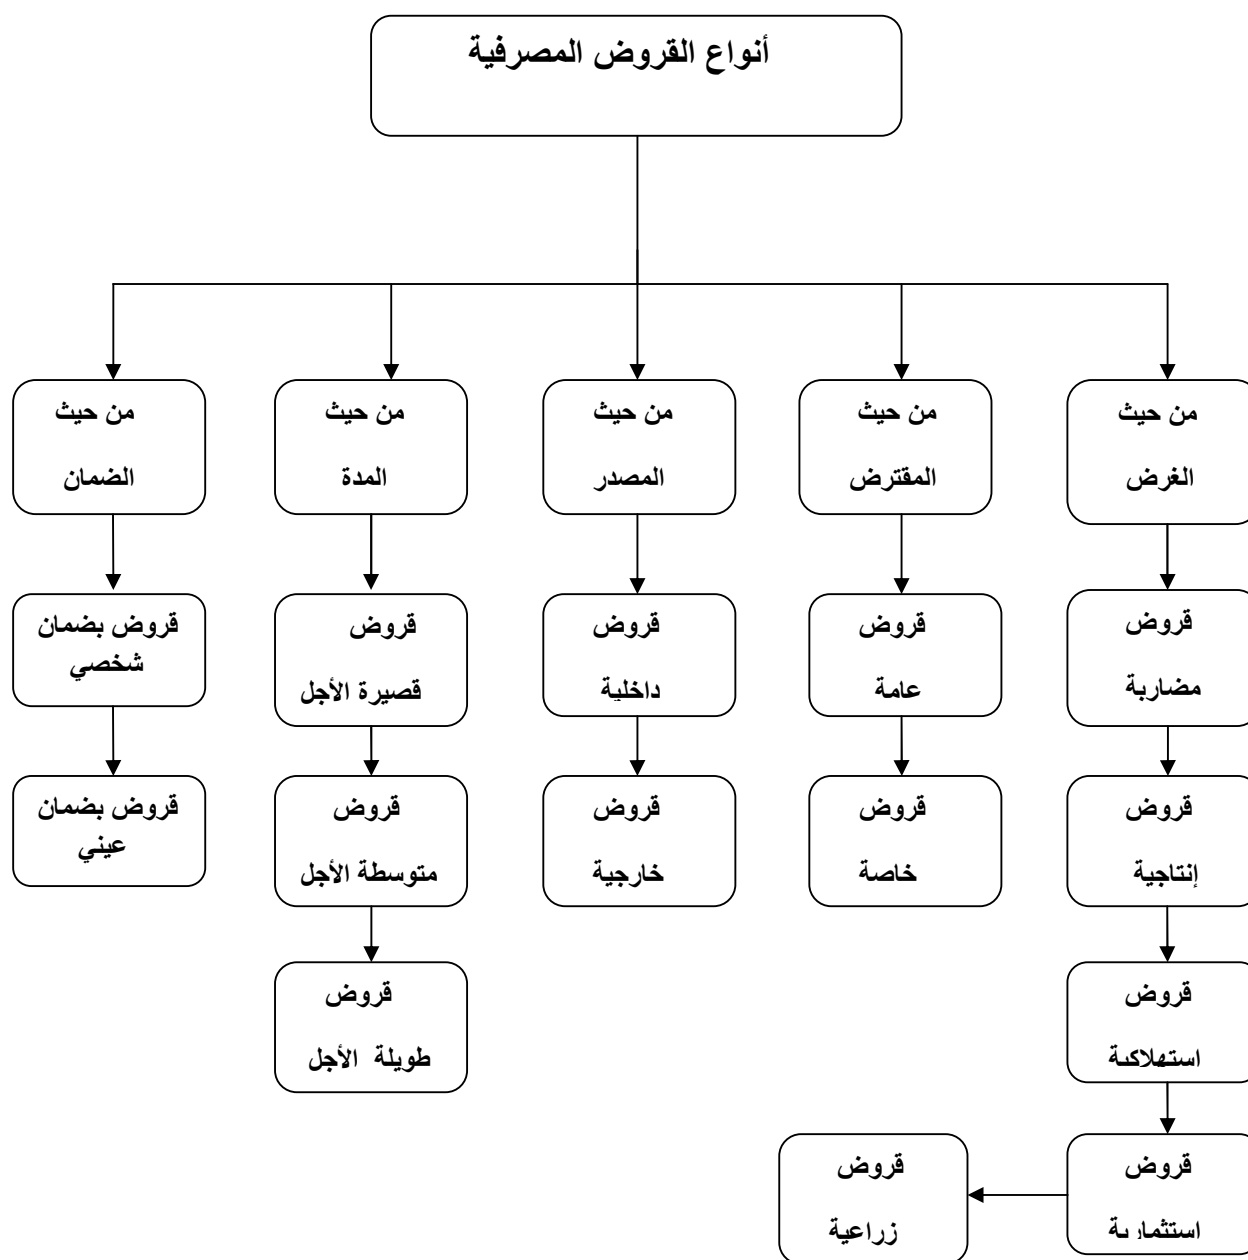 أنواع القروض المصرفية
من حيث
الغرض
من حيث
المقترض
من حيث
المصدر
من حيث
المدة
من حيث
الضمان
قروض
مضاربة
قروض
عامة
قروض
داخلية
قروض
قصيرة الأجل
قروض بضمان
شخصي
قروض
إنتاجية
قروض
خاصة
قروض
خارجية
قروض
متوسطة الأجل
قروض بضمان
عيني
قروض
استهلاكية
قروض
طويلة الأجل
قروض
استثمارية
قروض
زراعية